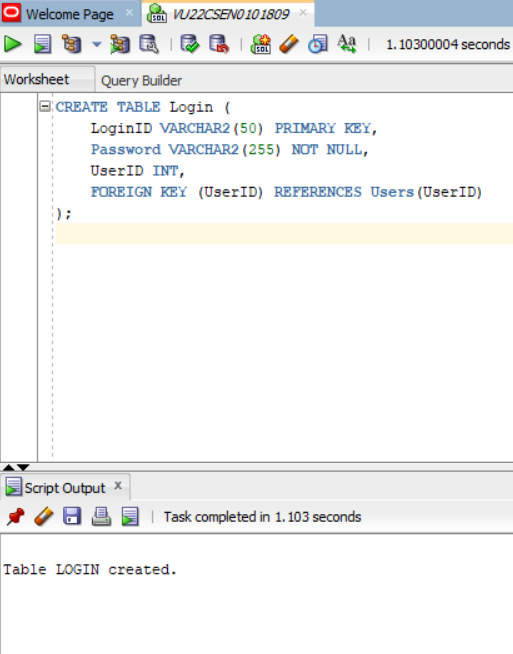 Welcome Page × VU22CSEN0101809 ×
SQL Aa 1.10300004 seconds
Worksheet Query Builder
CREATE TABLE Login (
LoginID VARCHAR2(50) PRIMARY KEY,
Password VARCHAR2(255) NOT NULL,
UserID INT,
FOREIGN KEY (UserID) REFERENCES Users(UserID)
);
Script Output ×
Task completed in 1.103 seconds
Table LOGIN created.